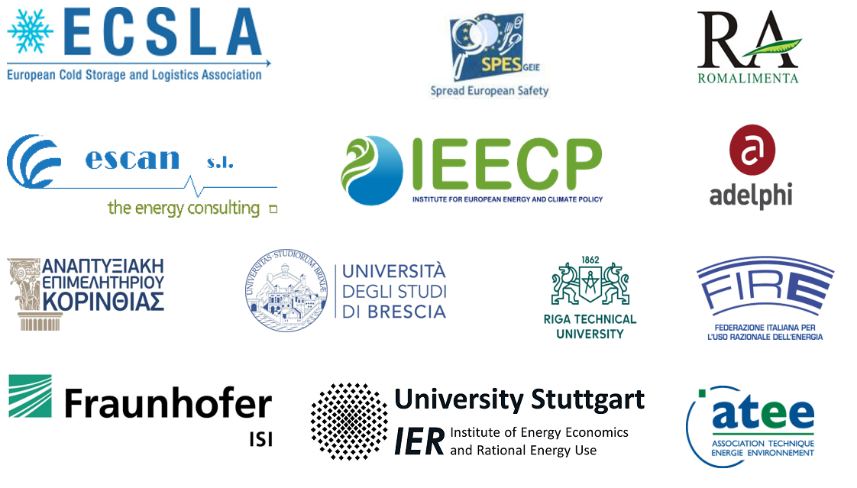 ECSLA
European Cold Storage and Logistics Association
SPES GEIE
Spread European Safety
RA
ROMALIMENTA
escan s.l.
the energy consulting
IEECP
INSTITUTE FOR EUROPEAN ENERGY AND CLIMATE POLICY
a
adelphi
ΑΝΑΠΤΥΞΙΑΚΗ
ΕΠΙΜΕΛΗΤΗΡΙΟΥ
ΚΟΡΙΝΘΙΑΣ
UNIVERSITAS STUDIORUM BRIXIAE
UNIVERSITÀ
DEGLI STUDI
DI BRESCIA
1862
RIGA TECHNICAL
UNIVERSITY
FIRE
FEDERAZIONE ITALIANA PER
L'USO RAZIONALE DELL'ENERGIA
Fraunhofer
ISI
University Stuttgart
IER Institute of Energy Economics
and Rational Energy Use
atee
ASSOCIATION TECHNIQUE
ENERGIE ENVIRONNEMENT